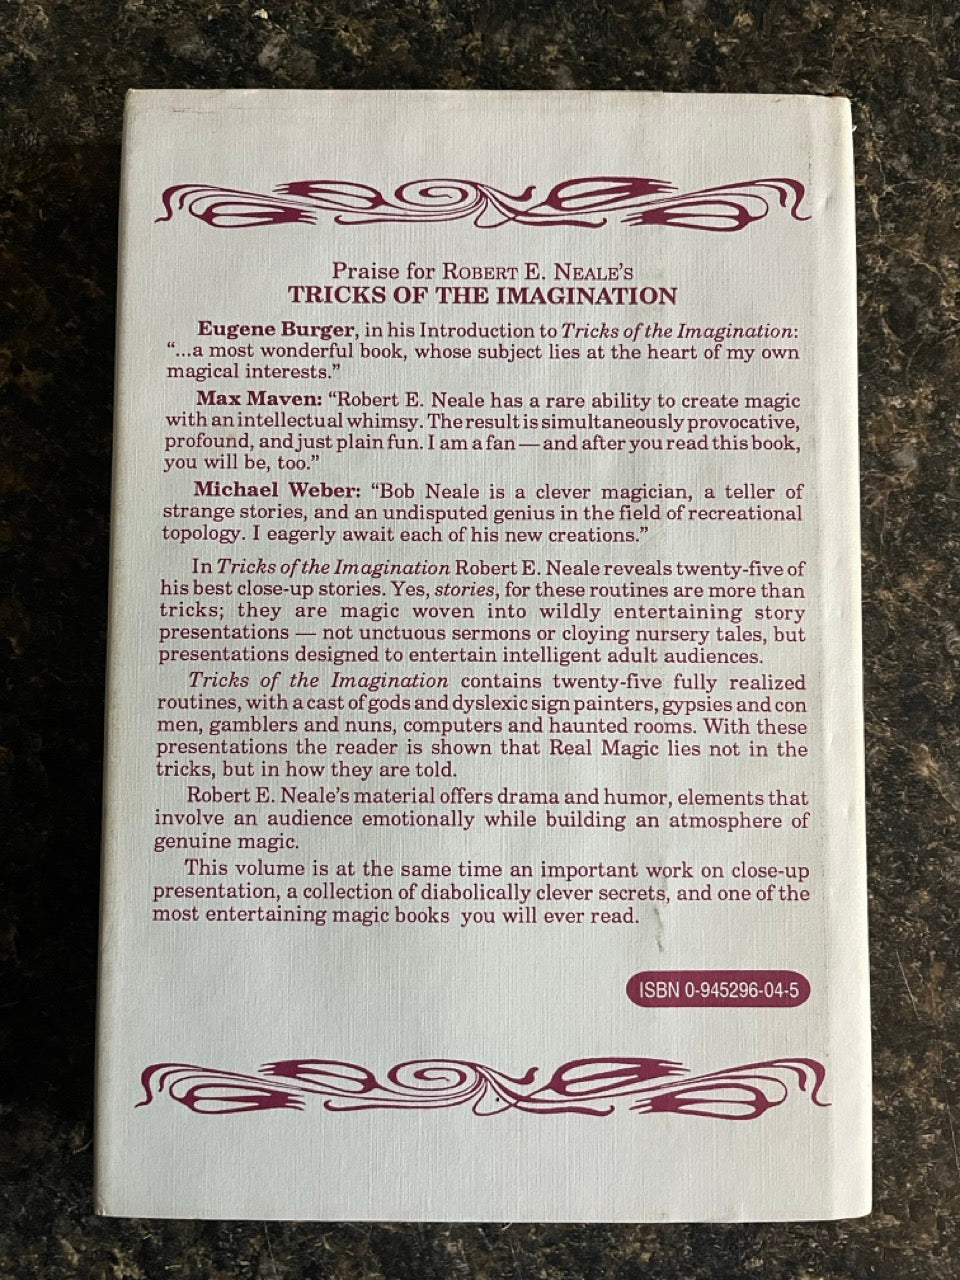 Praise for ROBERT E. NEALE'S
TRICKS OF THE IMAGINATION
Eugene Burger, in his Introduction to Tricks of the Imagination:
“...a most wonderful book, whose subject lies at the heart of my own
magical interests.”
Max Maven: “Robert E. Neale has a rare ability to create magic
with an intellectual whimsy. The result is simultaneously provocative,
profound, and just plain fun. I am a fan — and after you read this book,
you will be, too.”
Michael Weber: “Bob Neale is a clever magician, a teller of
strange stories, and an undisputed genius in the field of recreational
topology. I eagerly await each of his new creations.”
In Tricks of the Imagination Robert E. Neale reveals twenty-five of
his best close-up stories. Yes, stories, for these routines are more than
tricks; they are magic woven into wildly entertaining story
presentations — not unctuous sermons or cloying nursery tales, but
presentations designed to entertain intelligent adult audiences.
Tricks of the Imagination contains twenty-five fully realized
routines, with a cast of gods and dyslexic sign painters, gypsies and con
men, gamblers and nuns, computers and haunted rooms. With these
presentations the reader is shown that Real Magic lies not in the
tricks, but in how they are told.
Robert E. Neale's material offers drama and humor, elements that
involve an audience emotionally while building an atmosphere of
genuine magic.
This volume is at the same time an important work on close-up
presentation, a collection of diabolically clever secrets, and one of the
most entertaining magic books you will ever read.
ISBN 0-945296-04-5